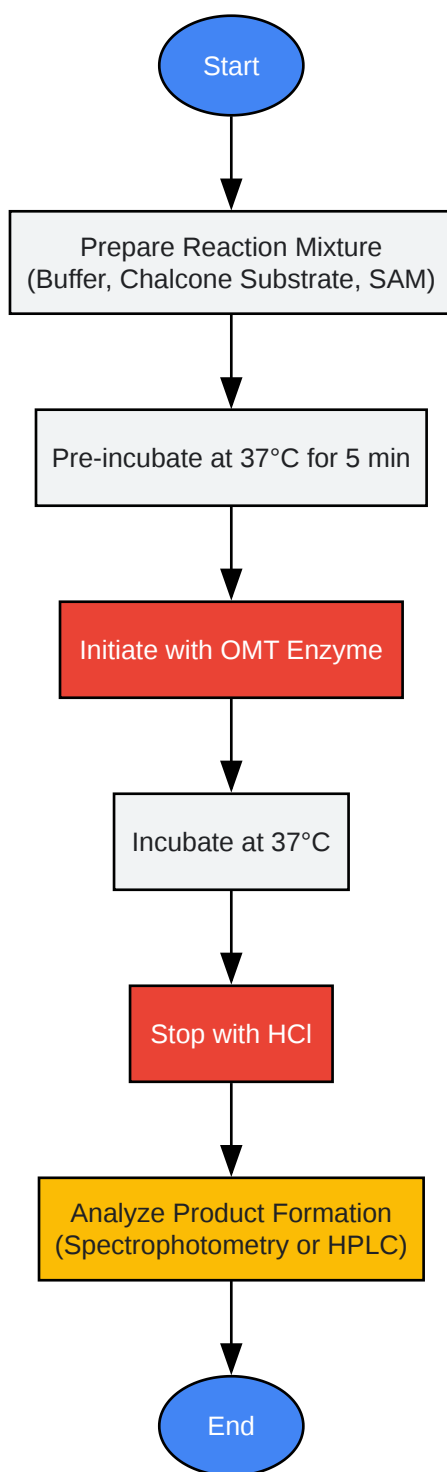 Start
Prepare Reaction Mixture
(Buffer, Chalcone Substrate, SAM)
Pre-incubate at 37°C for 5 min
Initiate with OMT Enzyme
Incubate at 37°C
Stop with HCl
Analyze Product Formation
(Spectrophotometry or HPLC)
End